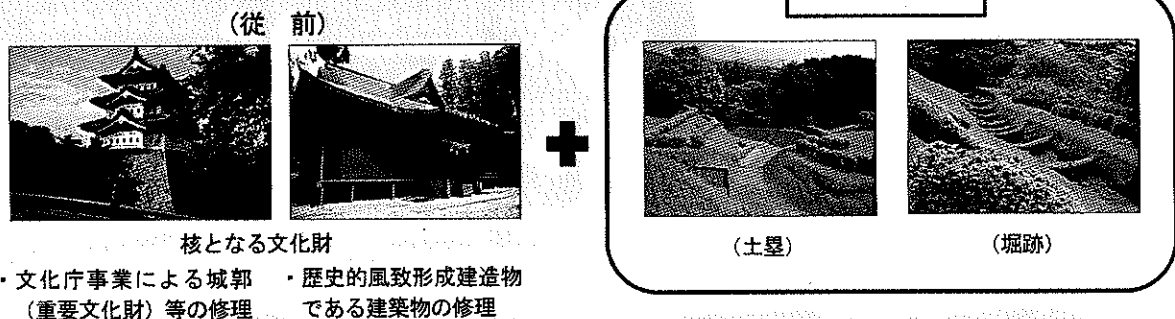 (従 前)
核となる文化財
・文化庁事業による城郭
(重要文化財)等の修理
・歴史的風致形成建造物
である建築物の修理
(土塁)
(堀跡)